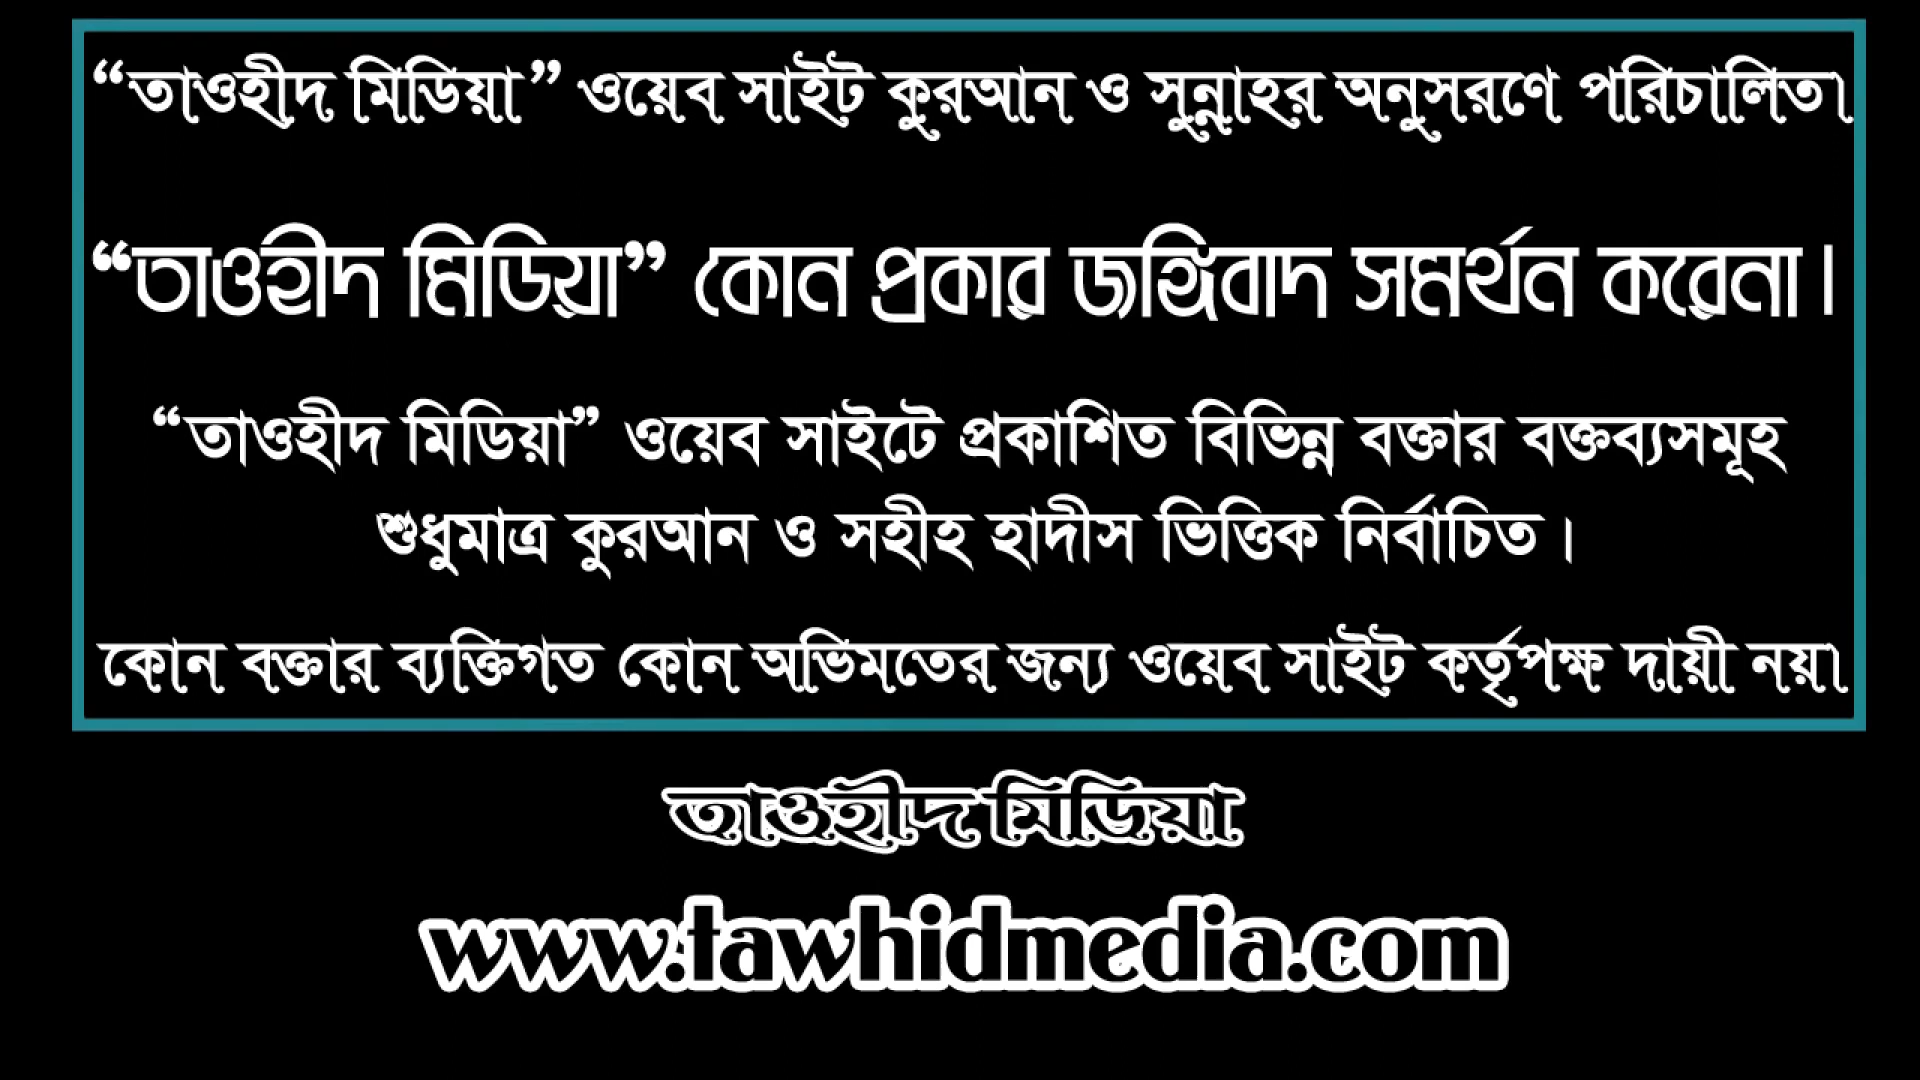 “তাওহীদ মিডিয়া” ওয়েব সাইট কুরআন ও সুন্নাহর অনুসরণে পরিচালিত।
“তাওহীদ মিডিয়া” কোন প্রকার জঙ্গিবাদ সমর্থন করেনা।
“তাওহীদ মিডিয়া” ওয়েব সাইটে প্রকাশিত বিভিন্ন বক্তার বক্তব্যসমূহ
শুধুমাত্র কুরআন ও সহীহ হাদীস ভিত্তিক নির্বাচিত।
কোন বক্তার ব্যক্তিগত কোন অভিমতের জন্য ওয়েব সাইট কর্তৃপক্ষ দায়ী নয়।
তাওহীদ মিডিয়া
www.tawhidmedia.com